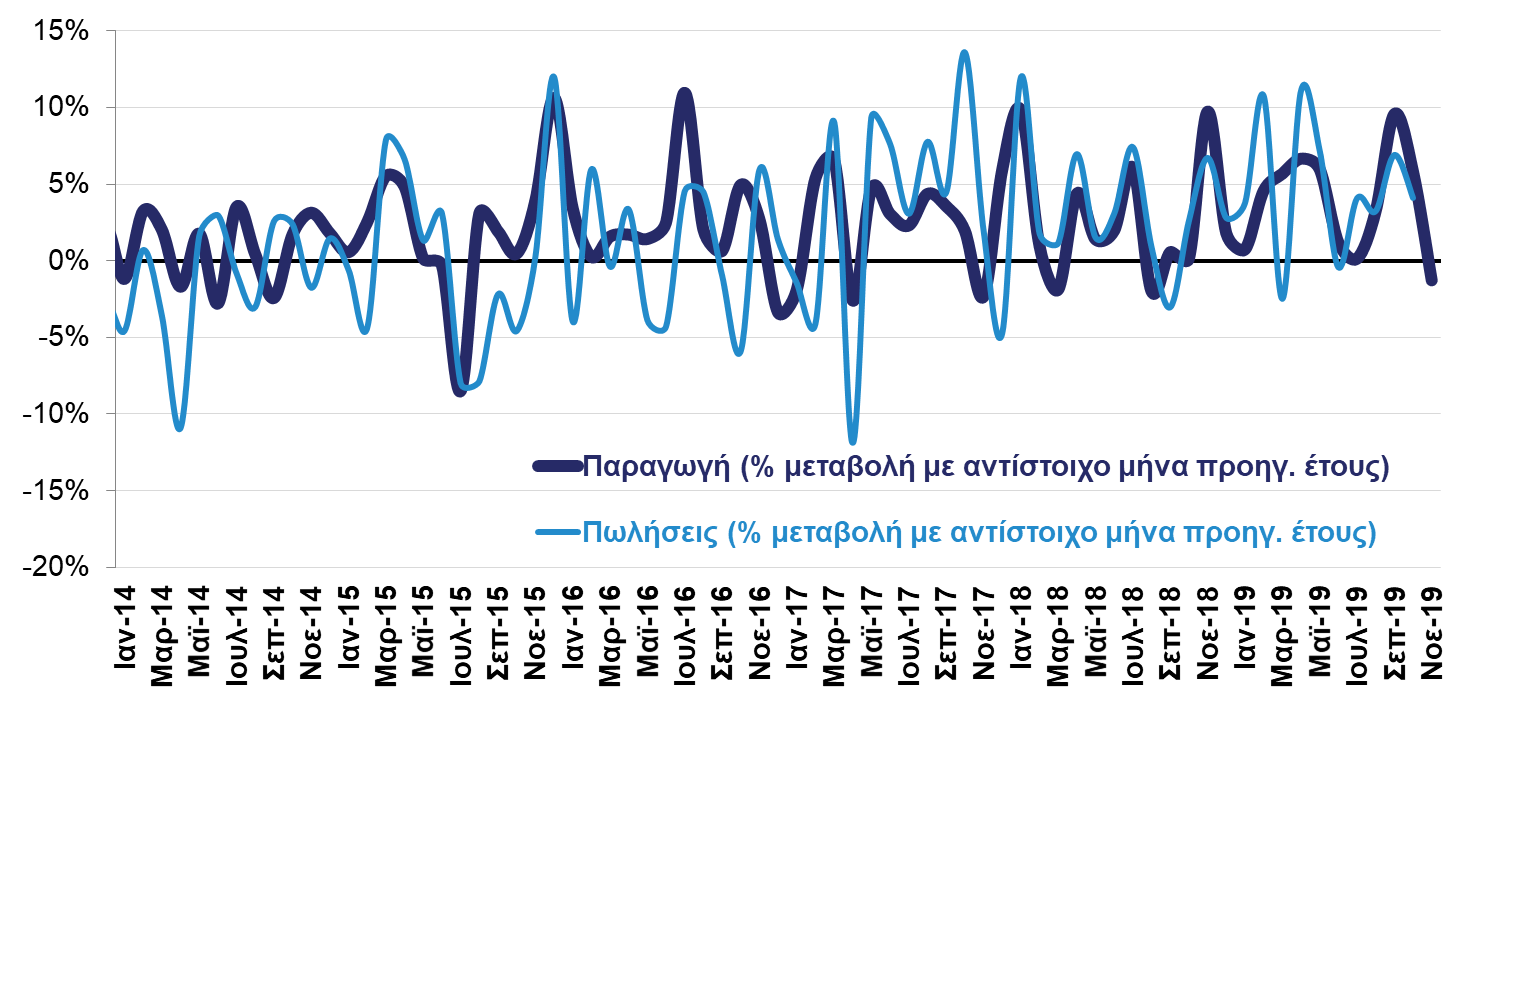 15%
10%
5%
0%
-5%
-10%
-15%
-20%
Παραγωγή (% μεταβολή με αντίστοιχο μήνα προηγ. έτους)
Πωλήσεις (% μεταβολή με αντίστοιχο μήνα προηγ. έτους)
Ιαν-14
Μαρ-14
Μαϊ-14
Ιουλ-14
Σεπ-14
Νοε-14
Ιαν-15
Μαρ-15
Μαϊ-15
Ιουλ-15
Σεπ-15
Νοε-15
Ιαν-16
Μαρ-16
Μαϊ-16
Ιουλ-16
Σεπ-16
Νοε-16
Ιαν-17
Μαρ-17
Μαϊ-17
Ιουλ-17
Σεπ-17
Νοε-17
Ιαν-18
Μαρ-18
Μαϊ-18
Ιουλ-18
Σεπ-18
Νοε-18
Ιαν-19
Μαρ-19
Μαϊ-19
Ιουλ-19
Σεπ-19
Νοε-19